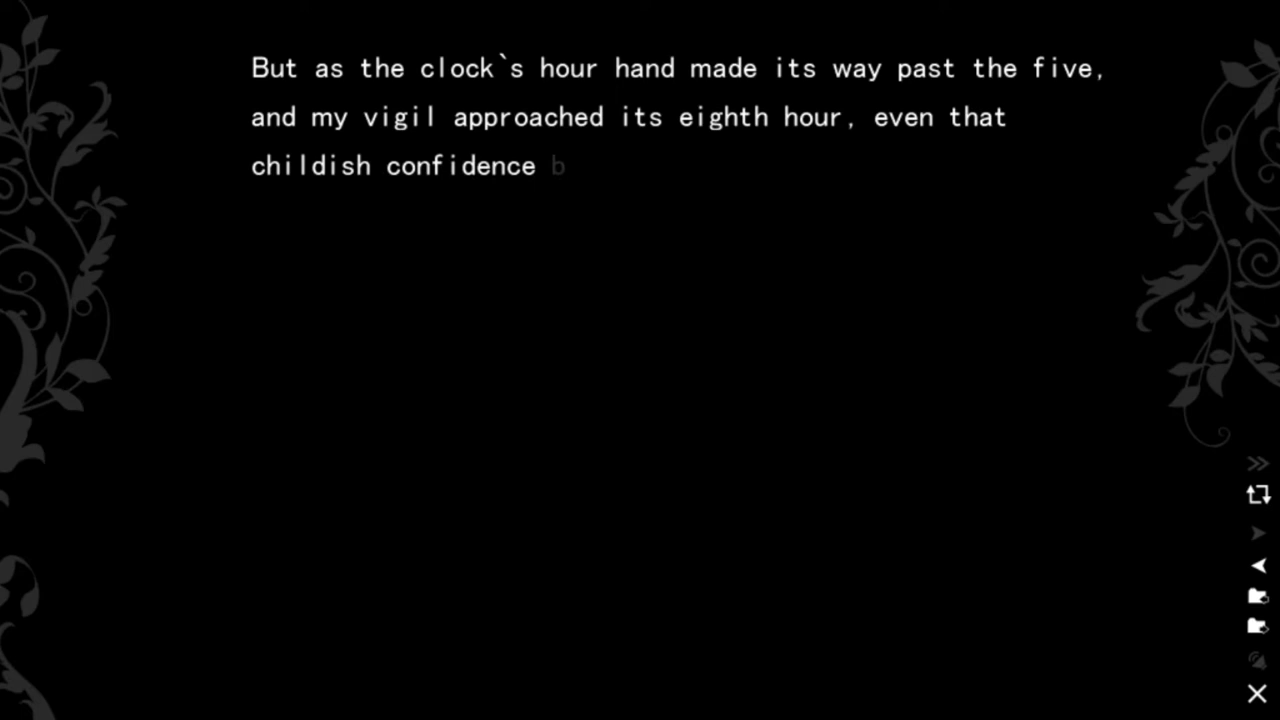 But as the clock`s hour hand made its way past the five,
and my vigil approached its eighth hour, even that
childish confidence b